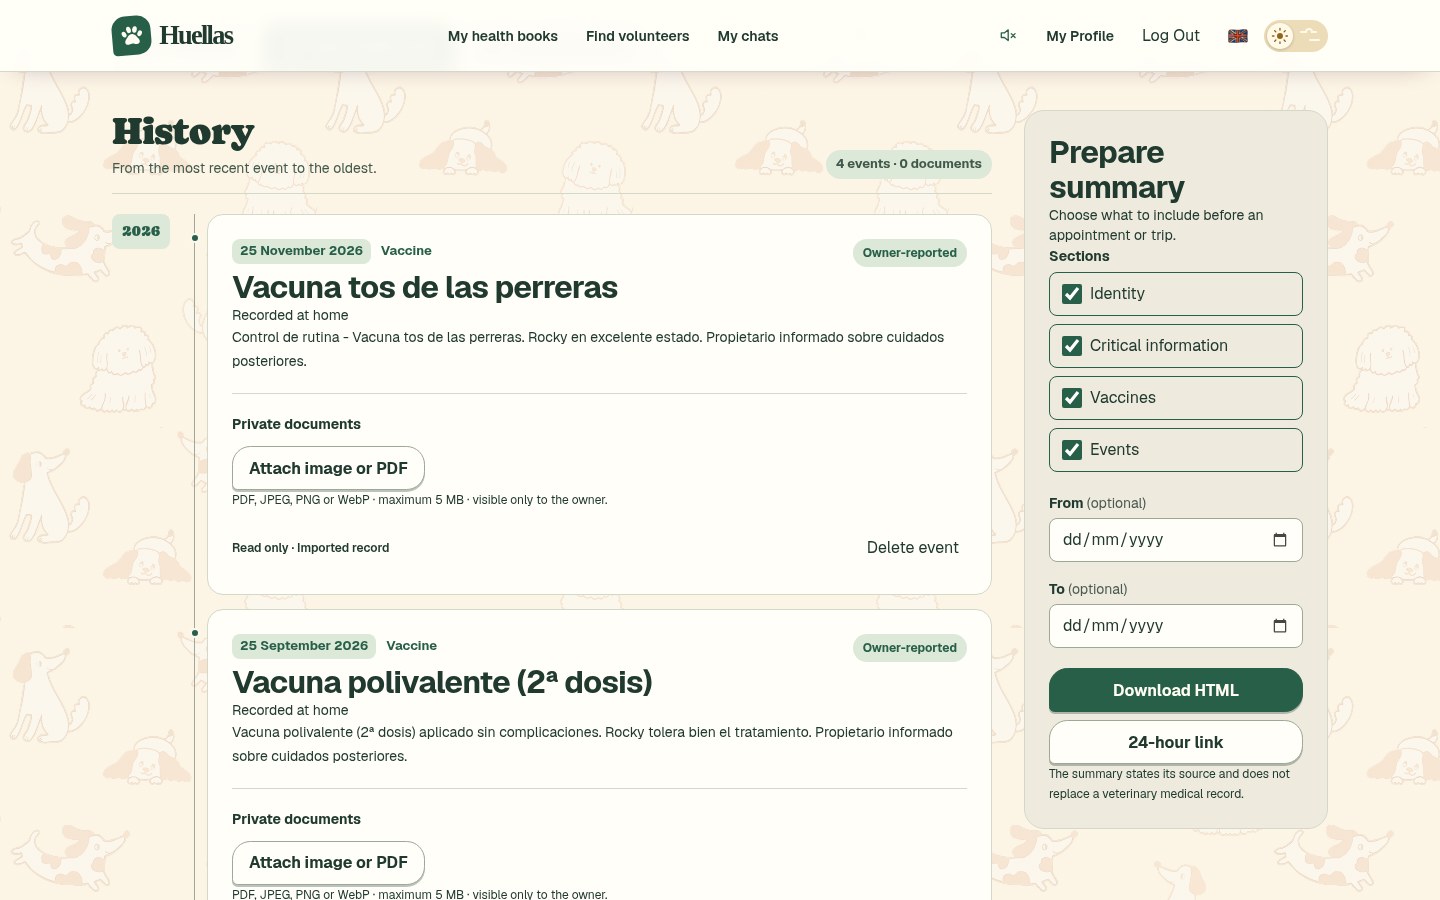 Huellas
My health books
Find volunteers
My chats
My Profile
Log Out
History
From the most recent event to the oldest.
4 events · 0 documents
2026
25 November 2026
Vaccine
Owner-reported
Vacuna tos de las perreras
Recorded at home
Control de rutina - Vacuna tos de las perreras. Rocky en excelente estado. Propietario informado sobre cuidados
posteriores.
Private documents
Attach image or PDF
PDF, JPEG, PNG or WebP · maximum 5 MB · visible only to the owner.
Read only · Imported record
Delete event
25 September 2026
Vaccine
Owner-reported
Vacuna polivalente (2ª dosis)
Recorded at home
Vacuna polivalente (2ª dosis) aplicado sin complicaciones. Rocky tolera bien el tratamiento. Propietario informado
sobre cuidados posteriores.
Private documents
Attach image or PDF
PDF, JPEG, PNG or WebP · maximum 5 MB · visible only to the owner.
Prepare
summary
Choose what to include before an
appointment or trip.
Sections
Identity
Critical information
Vaccines
Events
From (optional)
dd/mm/yyyy
To (optional)
dd/mm/yyyy
Download HTML
24-hour link
The summary states its source and does not
replace a veterinary medical record.